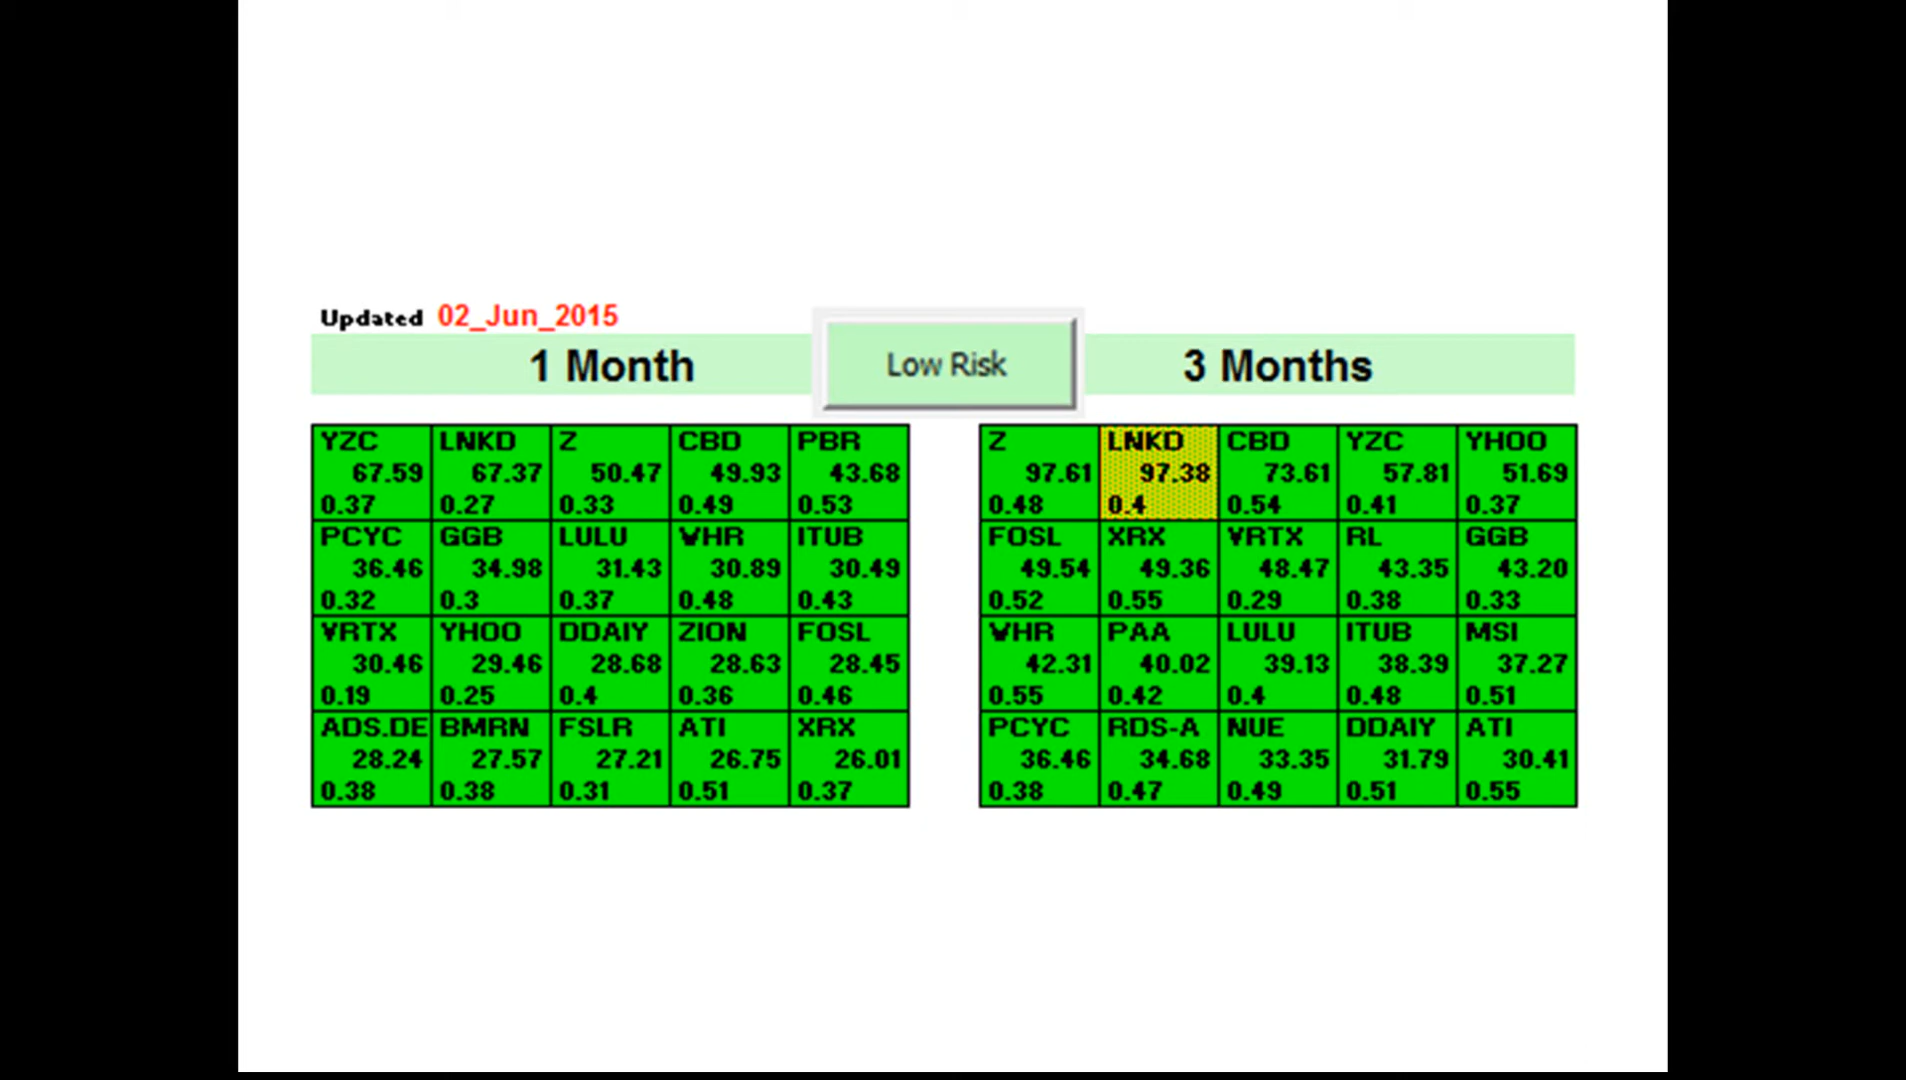 Updated 02_Jun_2015
1 Month Low Risk 3 Months
YZC LNKD Z CBD PBR Z LNKD CBD YZC YHOO
67.59 67.37 50.47 49.93 43.68 97.61 97.38 73.61 57.81 51.69
0.37 0.27 0.33 0.49 0.53 0.48 0.4 0.54 0.41 0.37
PCYC GGB LULU WHR ITUB FOSL XRX VRTX RL GGB
36.46 34.98 31.43 30.89 30.49 49.54 49.36 48.47 43.35 43.20
0.32 0.3 0.37 0.48 0.43 0.52 0.55 0.29 0.38 0.33
VRTX YHOO DDAIY ZION FOSL WHR PAA LULU ITUB MSI
30.46 29.46 28.68 28.63 28.45 42.31 40.02 39.13 38.39 37.27
0.19 0.25 0.4 0.36 0.46 0.55 0.42 0.4 0.48 0.51
ADS.DE BMRN FSLR ATI XRX PCYC RDS-A NUE DDAIY ATI
28.24 27.57 27.21 26.75 26.01 36.46 34.68 33.35 31.79 30.41
0.38 0.38 0.31 0.51 0.37 0.38 0.47 0.49 0.51 0.55